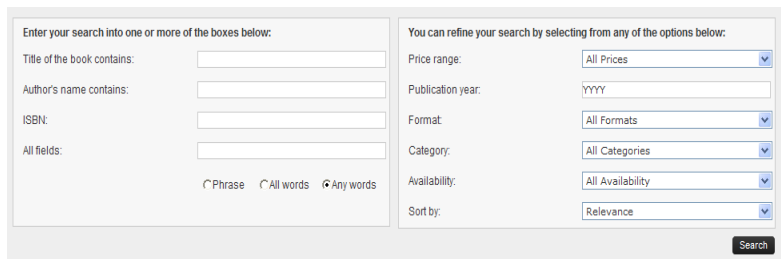 Enter your search into one or more of the boxes below:
Title of the book contains:
Author's name contains:
ISBN:
All fields:
Phrase All words Any words
You can refine your search by selecting from any of the options below:
Price range: All Prices
Publication year: YYYY
Format: All Formats
Category: All Categories
Availability: All Availability
Sort by: Relevance
Search